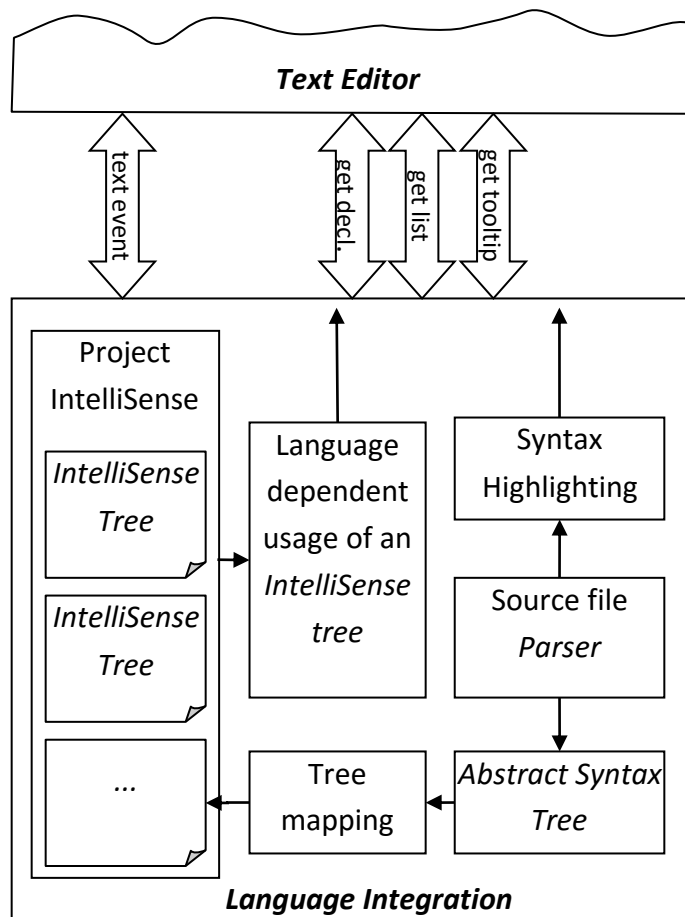 Text Editor
text event
get decl.
get list
get tooltip
Project
IntelliSense
IntelliSense
Tree
IntelliSense
Tree
...
Language
dependent
usage of an
IntelliSense
tree
Syntax
Highlighting
Source file
Parser
Tree
mapping
Abstract Syntax
Tree
Language Integration